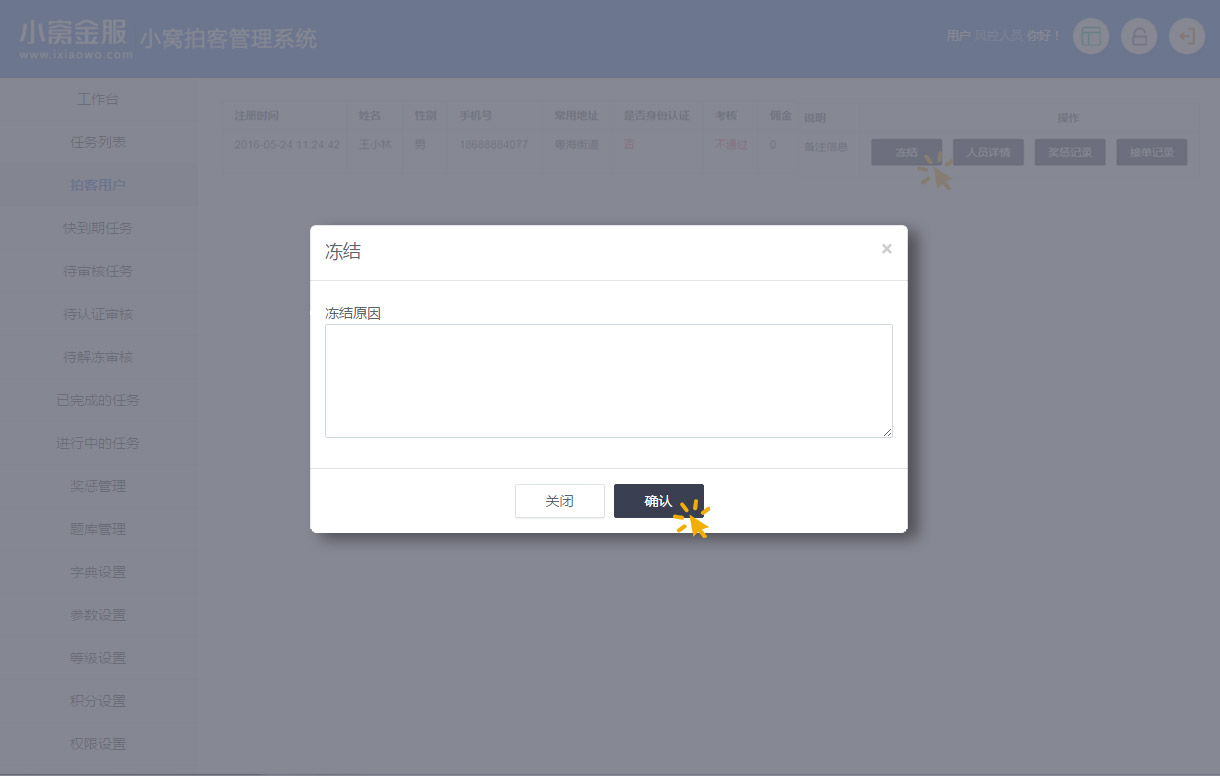 小窝金服
www.ixiaowo.com
小窝拍客管理系统
用户 风控人员 你好！
工作台
任务列表
拍客用户
快到期任务
待审核任务
待认证审核
待解冻审核
已完成的任务
进行中的任务
奖惩管理
题库管理
字典设置
参数设置
等级设置
积分设置
权限设置
注册时间 姓名 性别 手机号 常用地址 是否身份认证 考核 佣金 说明 操作
2016-05-24 11:24:42 王小林 男 18688884077 粤海街道 否 不通过 0 备注信息 冻结 人员详情 奖惩记录 接单记录
冻结
×
冻结原因
关闭 确认